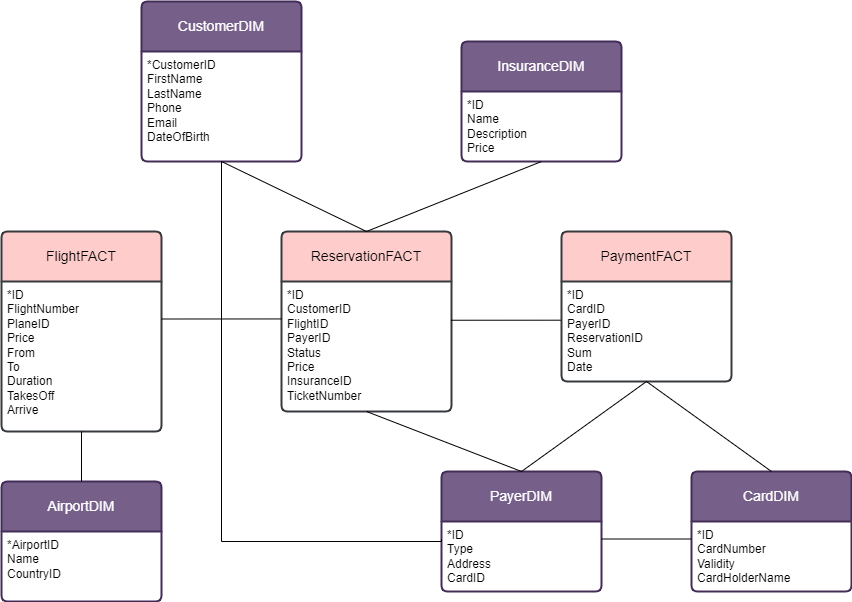 CustomerDIM
*CustomerID
FirstName
LastName
Phone
Email
DateOfBirth
InsuranceDIM
*ID
Name
Description
Price
FlightFACT
*ID
FlightNumber
PlaneID
Price
From
To
Duration
TakesOff
Arrive
ReservationFACT
*ID
CustomerID
FlightID
PayerID
Status
Price
InsuranceID
TicketNumber
PaymentFACT
*ID
CardID
PayerID
ReservationID
Sum
Date
AirportDIM
*AirportID
Name
CountryID
PayerDIM
*ID
Type
Address
CardID
CardDIM
*ID
CardNumber
Validity
CardHolderName